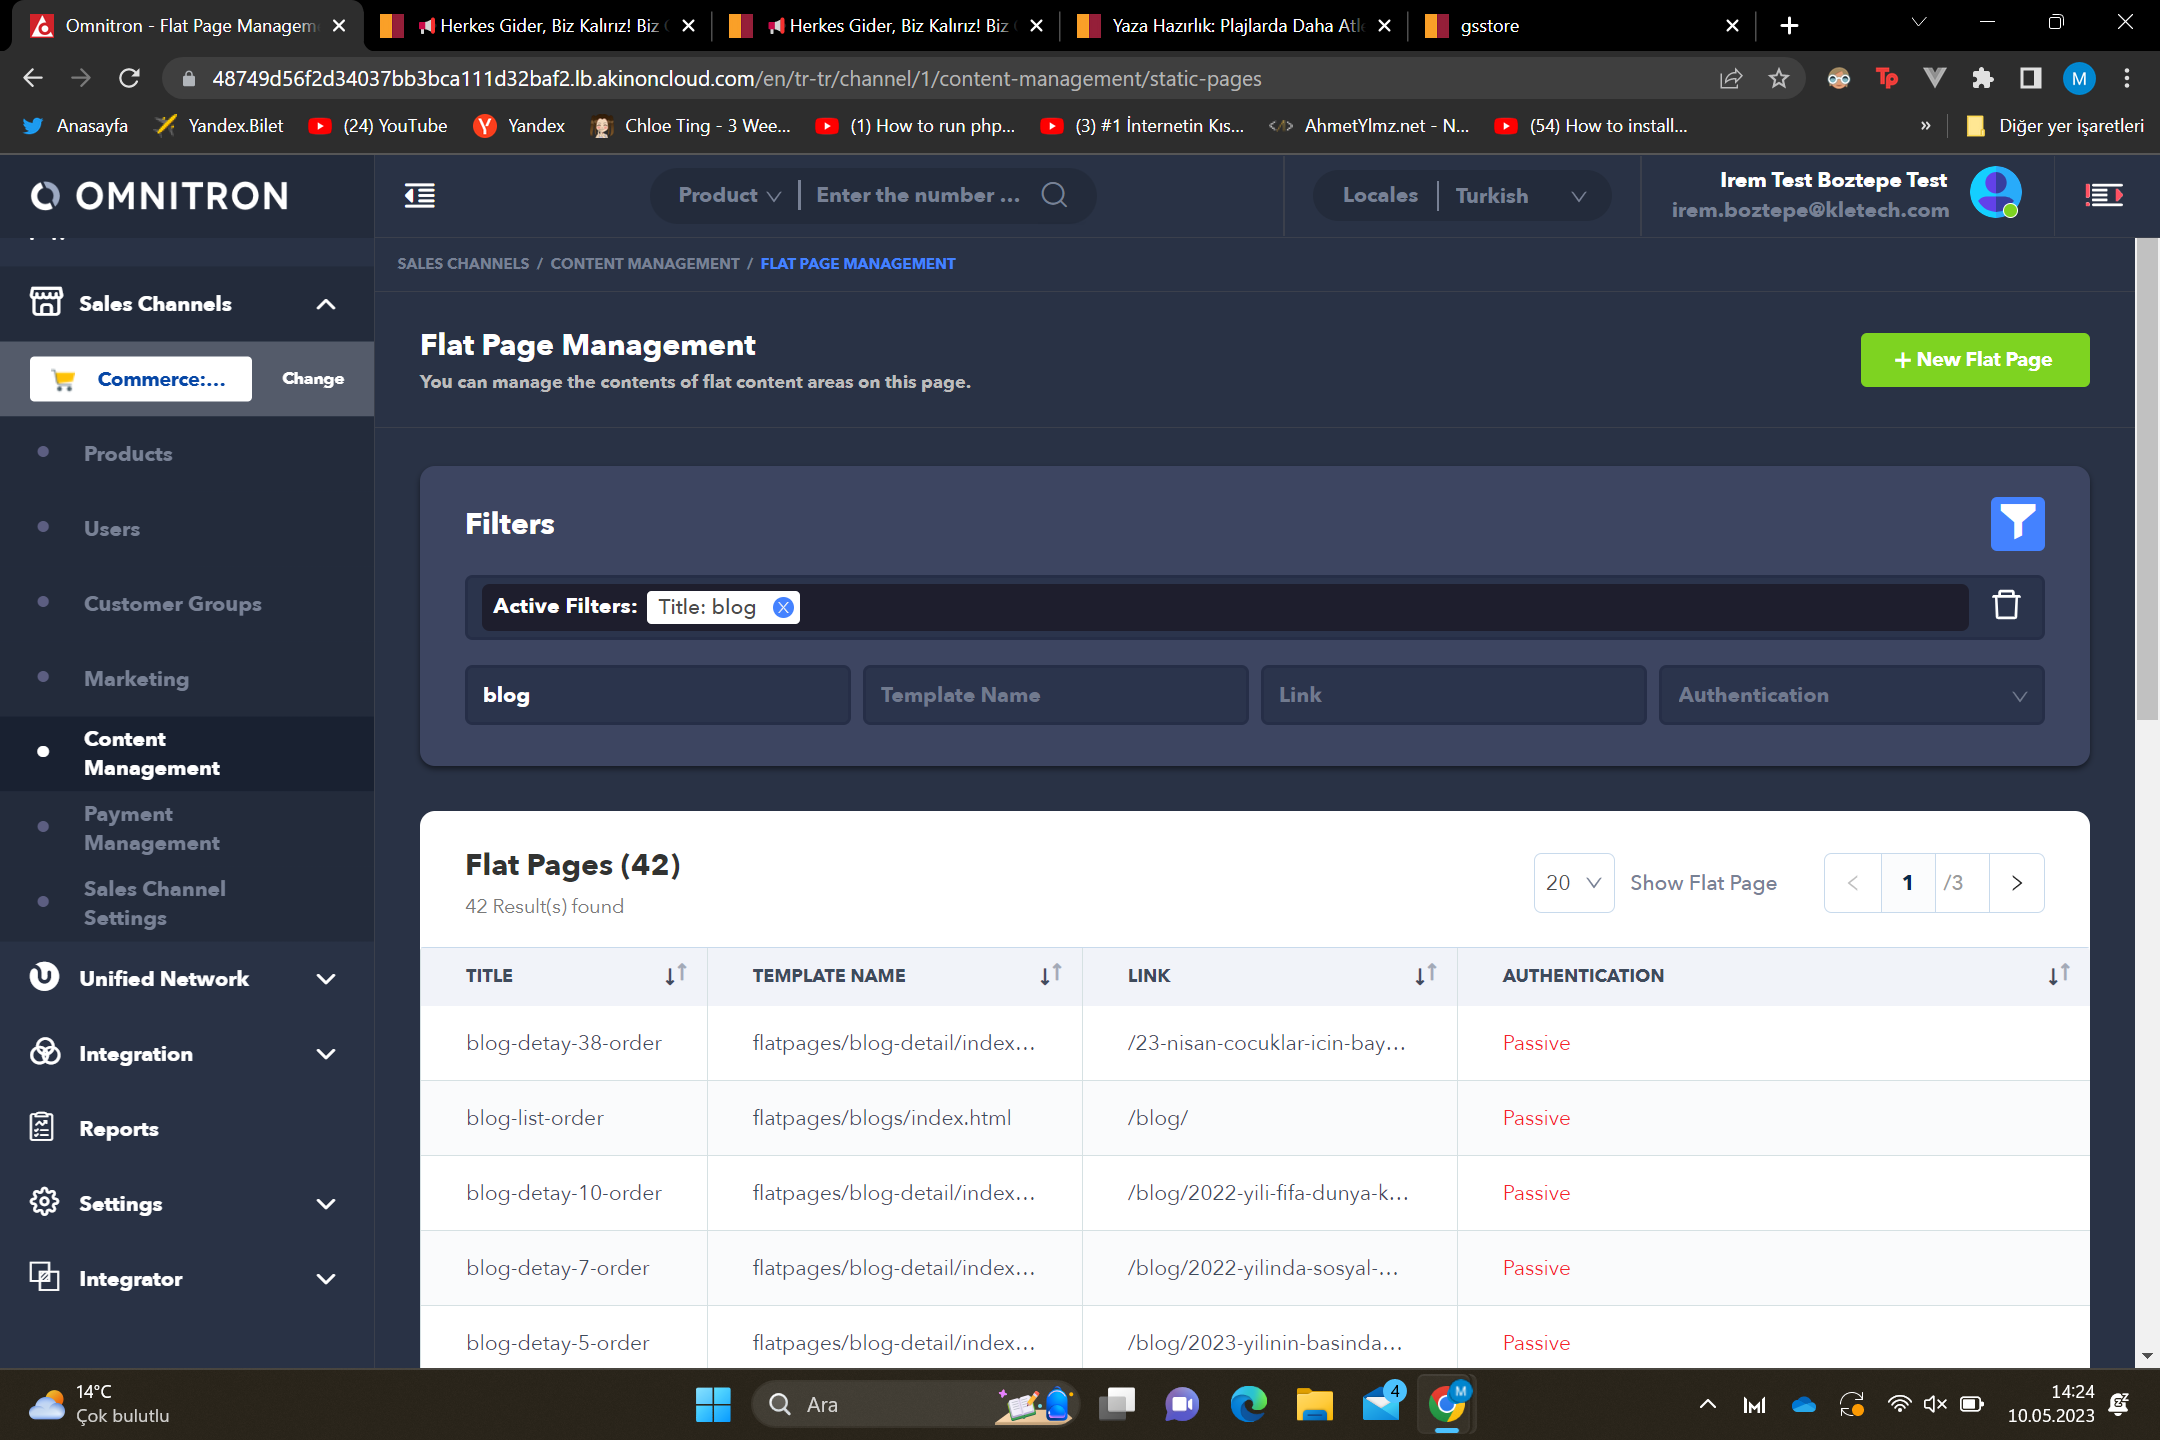 Omnitron - Flat Page Managem
Herkes Gider, Biz Kalırız! Biz
Herkes Gider, Biz Kalırız! Biz
Yaza Hazırlık: Plajlarda Daha Atle
gsstore
48749d56f2d34037bb3bca111d32baf2.lb.akinoncloud.com/en/tr-tr/channel/1/content-management/static-pages
Tp
M
Anasayfa
Yandex.Bilet
(24) YouTube
Yandex
Chloe Ting - 3 Wee...
(1) How to run php...
(3) #1 İnternetin Kıs...
AhmetYlmz.net - N...
(54) How to install...
»
Diğer yer işaretleri
OMNITRON
Product
Enter the number ...
Locales
Turkish
Irem Test Boztepe Test
irem.boztepe@kletech.com
SALES CHANNELS / CONTENT MANAGEMENT / FLAT PAGE MANAGEMENT
Sales Channels
Commerce:...
Change
Products
Users
Customer Groups
Marketing
Content
Management
Payment
Management
Sales Channel
Settings
Unified Network
Integration
Reports
Settings
Integrator
Flat Page Management
You can manage the contents of flat content areas on this page.
+ New Flat Page
Filters
Active Filters: Title: blog
blog
Template Name
Link
Authentication
Flat Pages (42)
42 Result(s) found
20
Show Flat Page
< 1 /3 >
TITLE TEMPLATE NAME LINK AUTHENTICATION
blog-detay-38-order flatpages/blog-detail/index... /23-nisan-cocuklar-icin-bay... Passive
blog-list-order flatpages/blogs/index.html /blog/ Passive
blog-detay-10-order flatpages/blog-detail/index... /blog/2022-yili-fifa-dunya-k... Passive
blog-detay-7-order flatpages/blog-detail/index... /blog/2022-yilinda-sosyal-... Passive
blog-detay-5-order flatpages/blog-detail/index... /blog/2023-yilinin-basinda... Passive
14°C
Çok bulutlu
Ara
4
M
14:24
10.05.2023